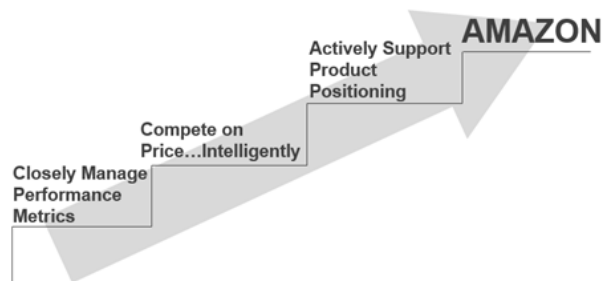 AMAZON
Actively Support
Product
Positioning
Compete on
Price…Intelligently
Closely Manage
Performance
Metrics